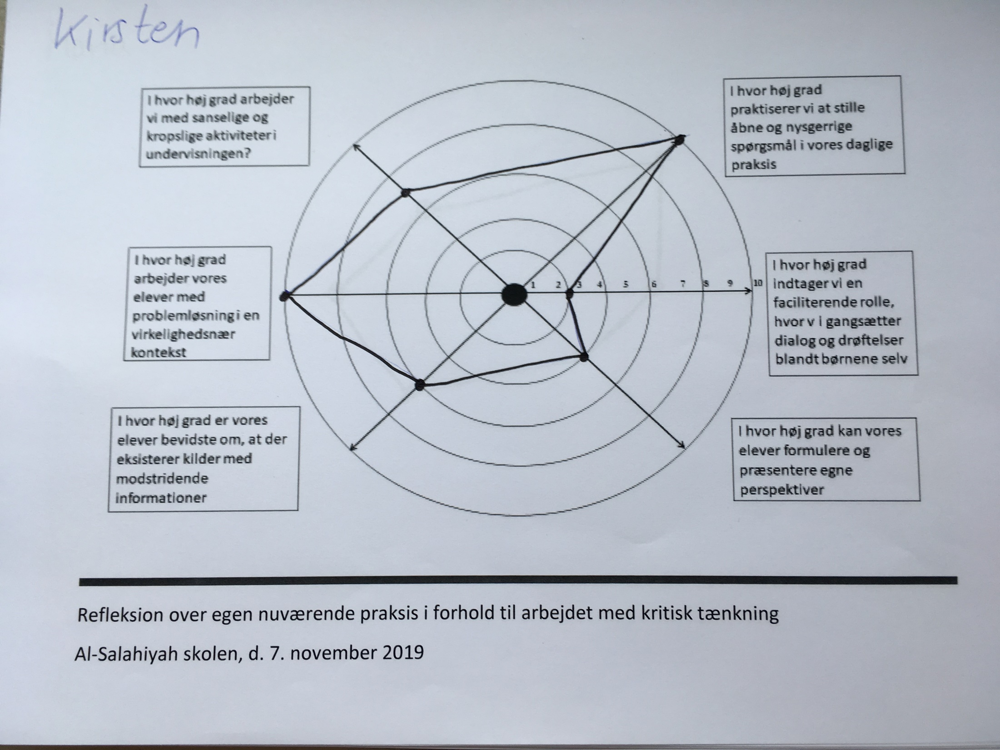 Kirsten
I hvor høj grad arbejder
vi med sanselige og
kropslige aktiviteter i
undervisningen?
I hvor høj grad
praktiserer vi at stille
åbne og nysgerrige
spørgsmål i vores daglige
praksis
I hvor høj grad
arbejder vores
elever med
problemløsning i en
virkelighedsnær
kontekst
1 2 3 4 5 6 7 8 9 10
I hvor høj grad
indtager vi en
faciliterende rolle,
hvor v i gangsætter
dialog og drøftelser
blandt børnene selv
I hvor høj grad er vores
elever bevidste om, at der
eksisterer kilder med
modstridende
informationer
I hvor høj grad kan vores
elever formulere og
præsentere egne
perspektiver
Refleksion over egen nuværende praksis i forhold til arbejdet med kritisk tænkning
Al-Salahiyah skolen, d. 7. november 2019